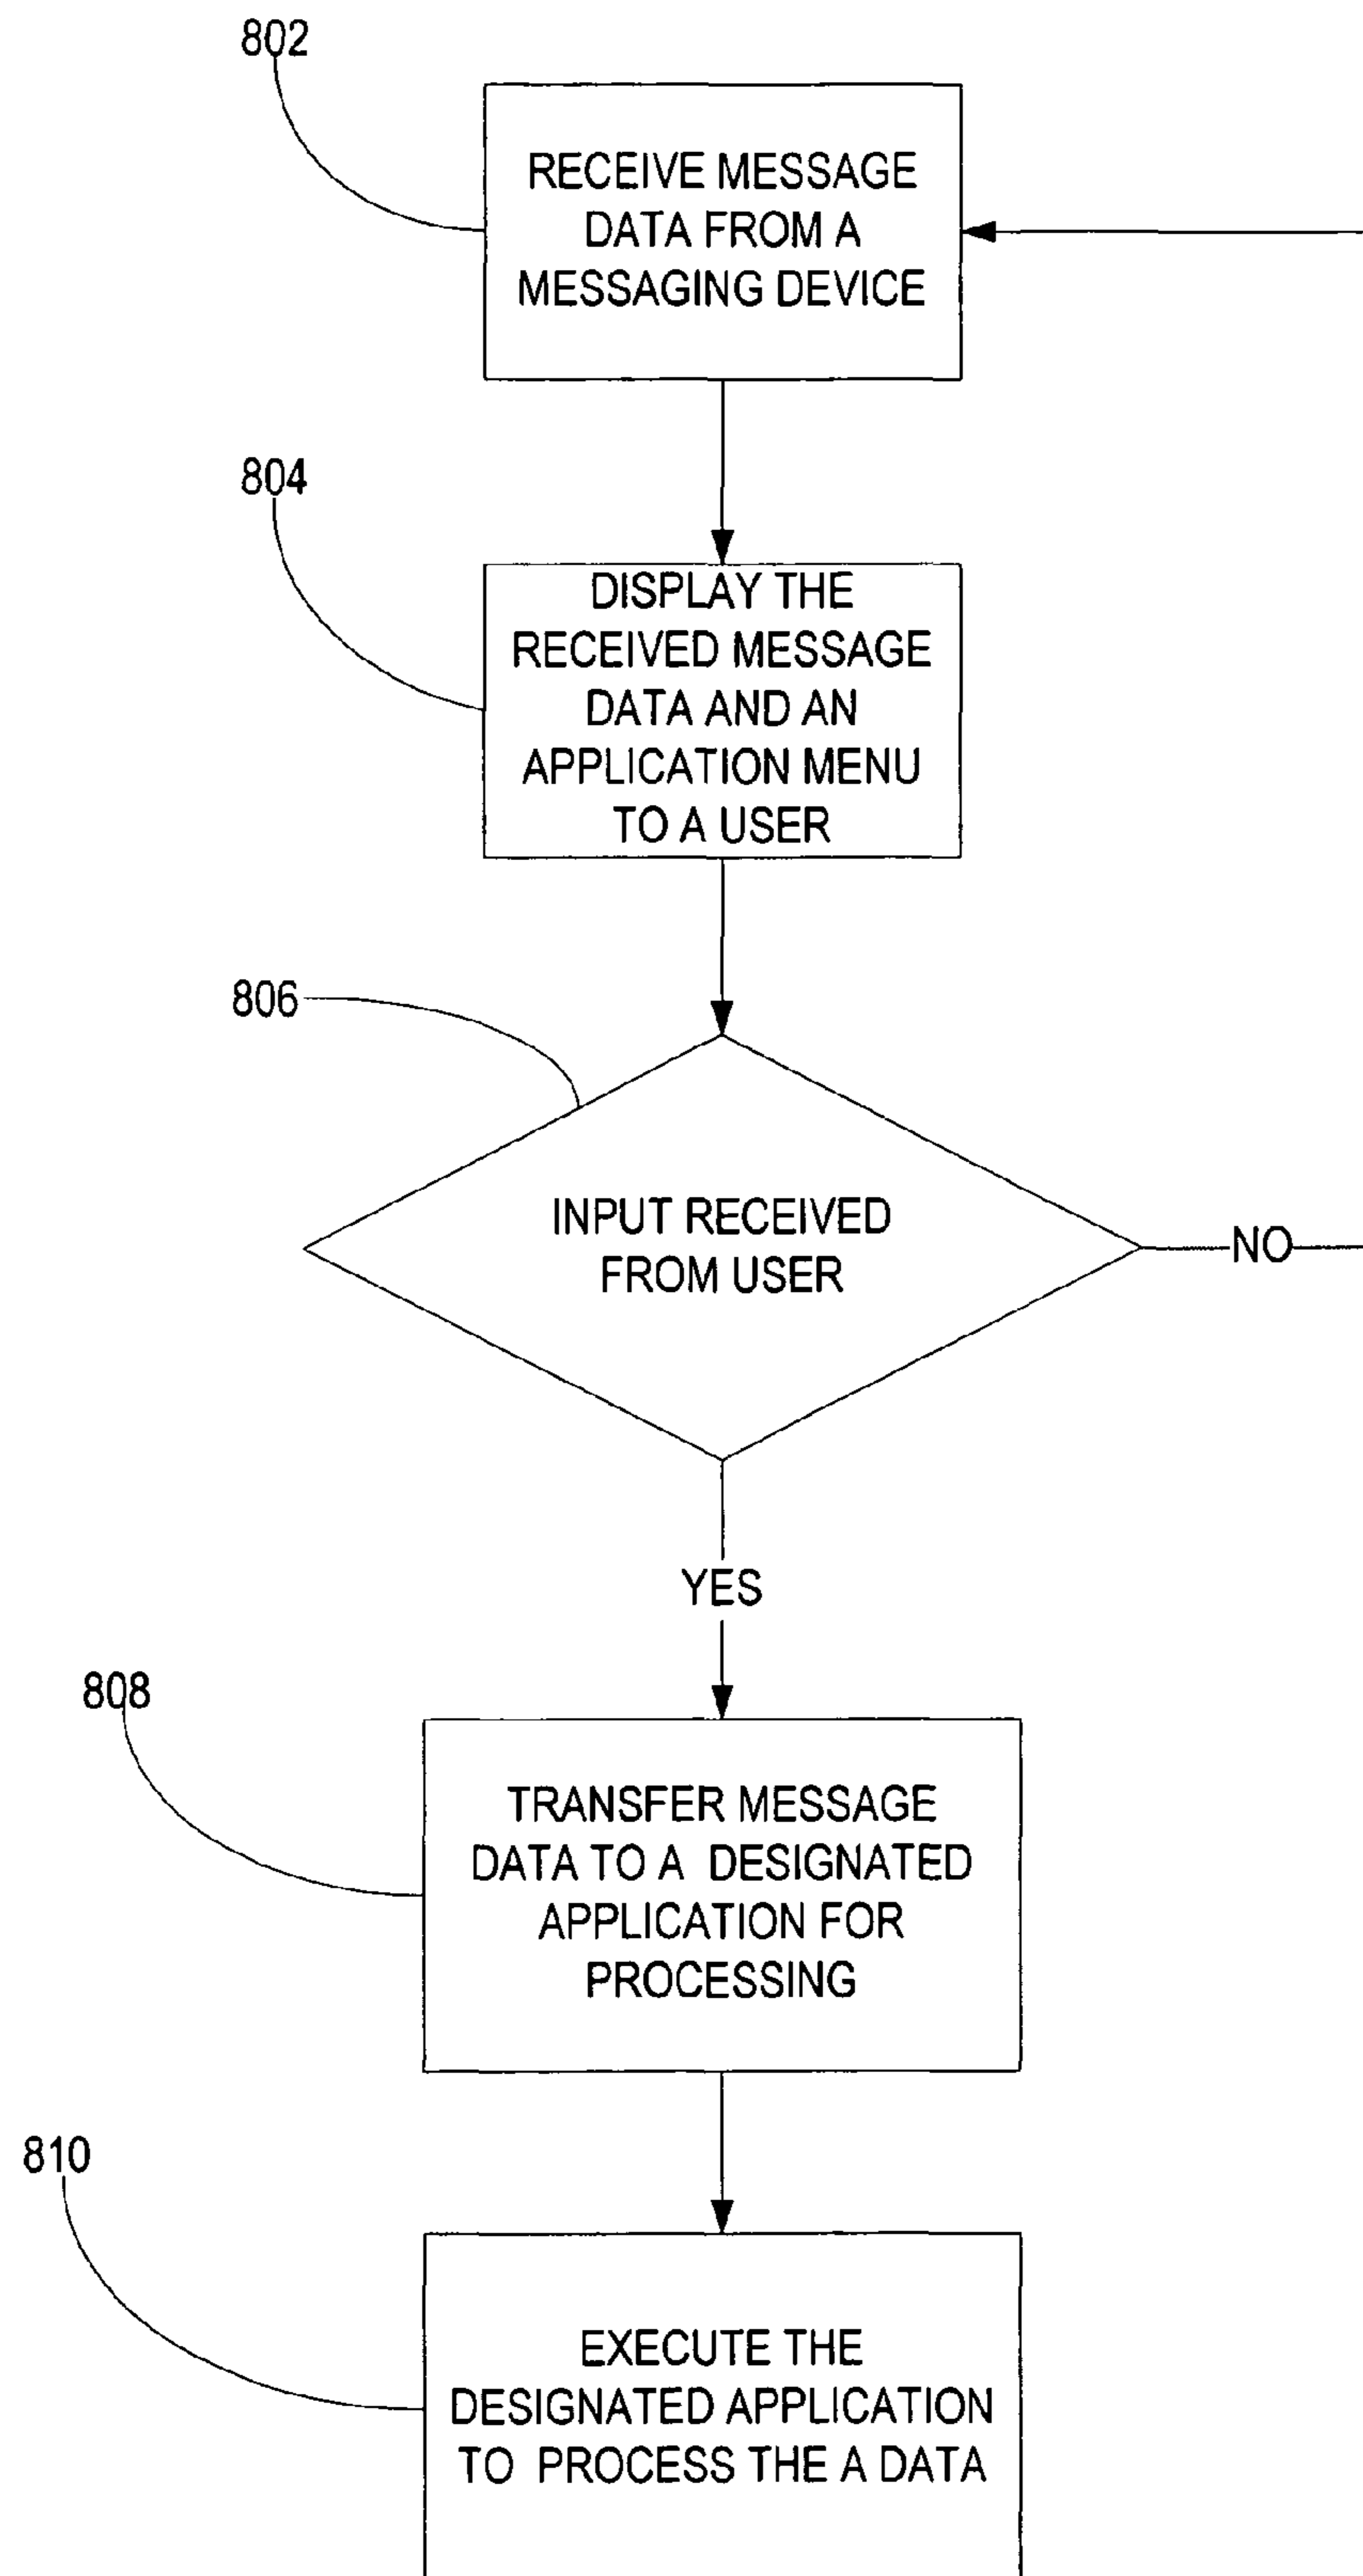 802
RECEIVE MESSAGE
DATA FROM A
MESSAGING DEVICE
804
DISPLAY THE
RECEIVED MESSAGE
DATA AND AN
APPLICATION MENU
TO A USER
806
INPUT RECEIVED
FROM USER
NO
YES
808
TRANSFER MESSAGE
DATA TO A DESIGNATED
APPLICATION FOR
PROCESSING
810
EXECUTE THE
DESIGNATED APPLICATION
TO PROCESS THE A DATA